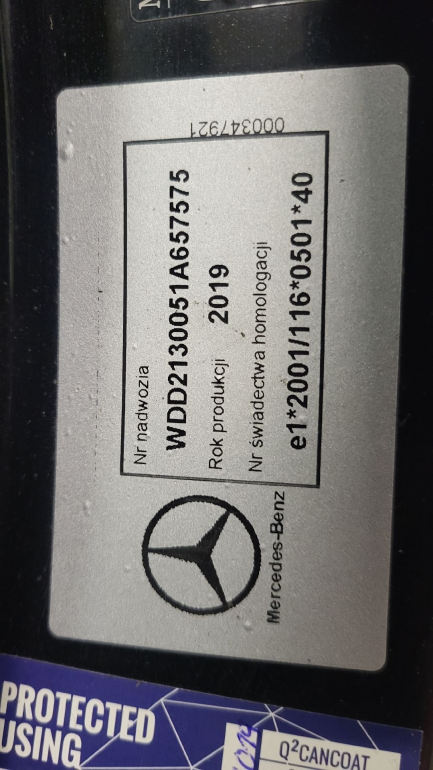 000347921
Nr nadwozia
WDD2130051A657575
Rok produkcji 2019
Nr świadectwa homologacji
e1*2001/116*0501*40
Mercedes-Benz
PROTECTED
USING
Q²CANCOAT